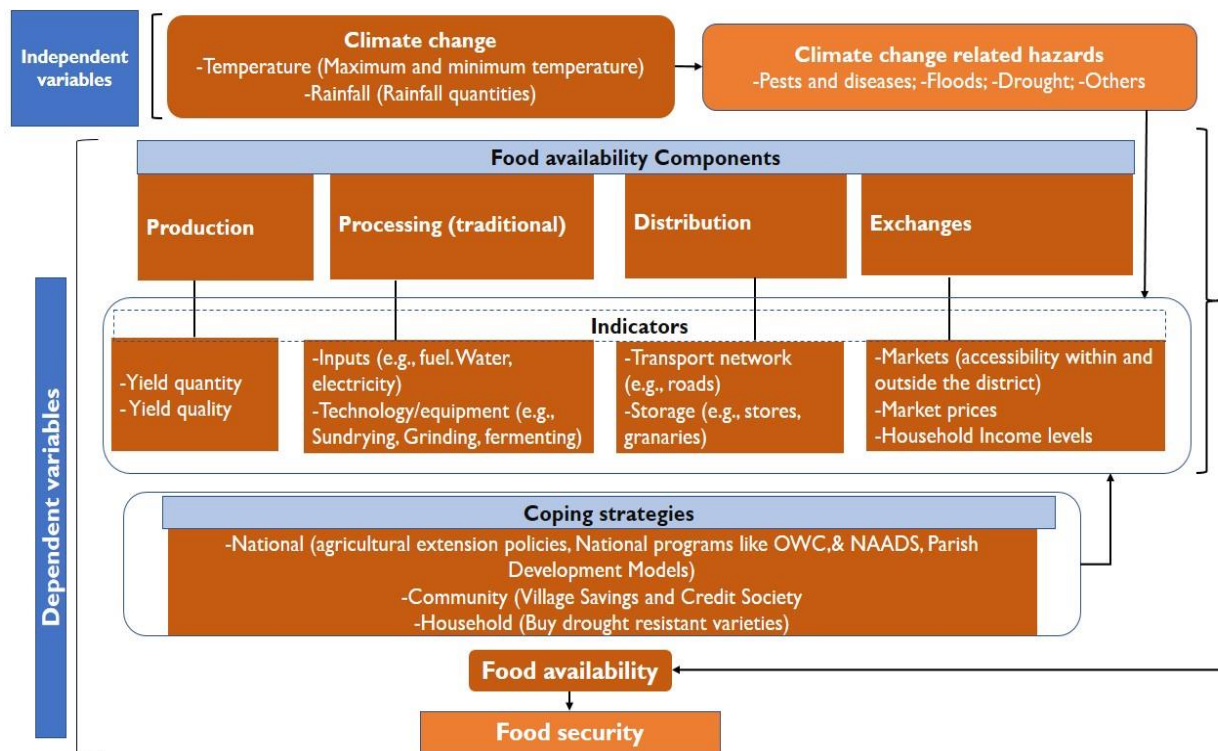 Independent
variables
Climate change
-Temperature (Maximum and minimum temperature)
-Rainfall (Rainfall quantities)
Climate change related hazards
-Pests and diseases; -Floods; -Drought; -Others
Dependent variables
Food availability Components
Production
Processing (traditional)
Distribution
Exchanges
Indicators
-Yield quantity
- Yield quality
-Inputs (e.g., fuel. Water,
electricity)
-Technology/equipment (e.g.,
Sundrying, Grinding, fermenting)
-Transport network
(e.g., roads)
-Storage (e.g., stores,
granaries)
-Markets (accessibility within and
outside the district)
-Market prices
-Household Income levels
Coping strategies
-National (agricultural extension policies, National programs like OWC,& NAADS, Parish
Development Models)
-Community (Village Savings and Credit Society
-Household (Buy drought resistant varieties)
Food availability
Food security